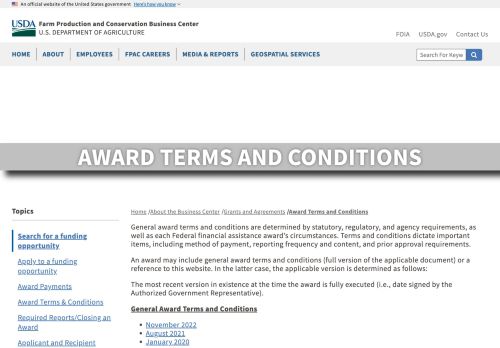 An official website of the United States government Here's how you know
USDA Farm Production and Conservation Business Center
U.S. DEPARTMENT OF AGRICULTURE
FOIA USDA.gov Contact Us
HOME ABOUT EMPLOYEES FPAC CAREERS MEDIA & REPORTS GEOSPATIAL SERVICES
Search For Keyw
AWARD TERMS AND CONDITIONS
Topics
Search for a funding
opportunity
Apply to a funding
opportunity
Award Payments
Award Terms & Conditions
Required Reports/Closing an
Award
Applicant and Recipient
Home /About the Business Center /Grants and Agreements /Award Terms and Conditions
General award terms and conditions are determined by statutory, regulatory, and agency requirements, as
well as each Federal financial assistance award's circumstances. Terms and conditions dictate important
items, including method of payment, reporting frequency and content, and prior approval requirements.
An award may include general award terms and conditions (full version of the applicable document) or a
reference to this website. In the latter case, the applicable version is determined as follows:
The most recent version in existence at the time the award is fully executed (i.e., date signed by the
Authorized Government Representative).
General Award Terms and Conditions
• November 2022
• August 2021
• January 2020